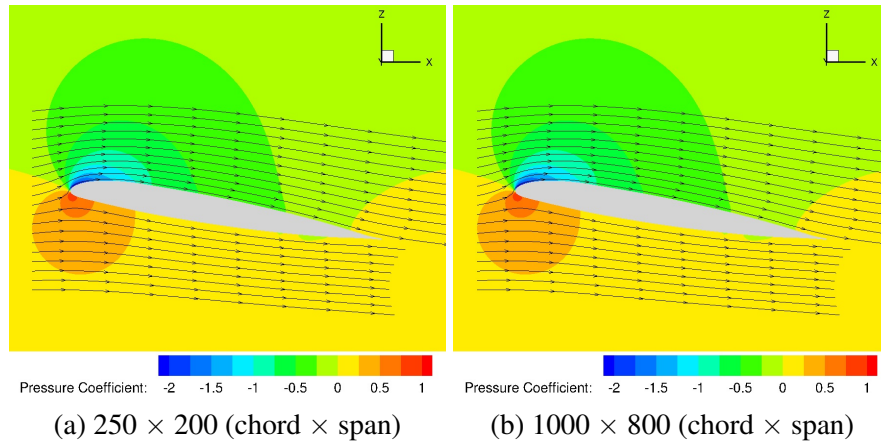 Z
Y
X
Z
Y
X
Pressure Coefficient: -2 -1.5 -1 -0.5 0 0.5 1
Pressure Coefficient: -2 -1.5 -1 -0.5 0 0.5 1
(a) 250 × 200 (chord × span)
(b) 1000 × 800 (chord × span)